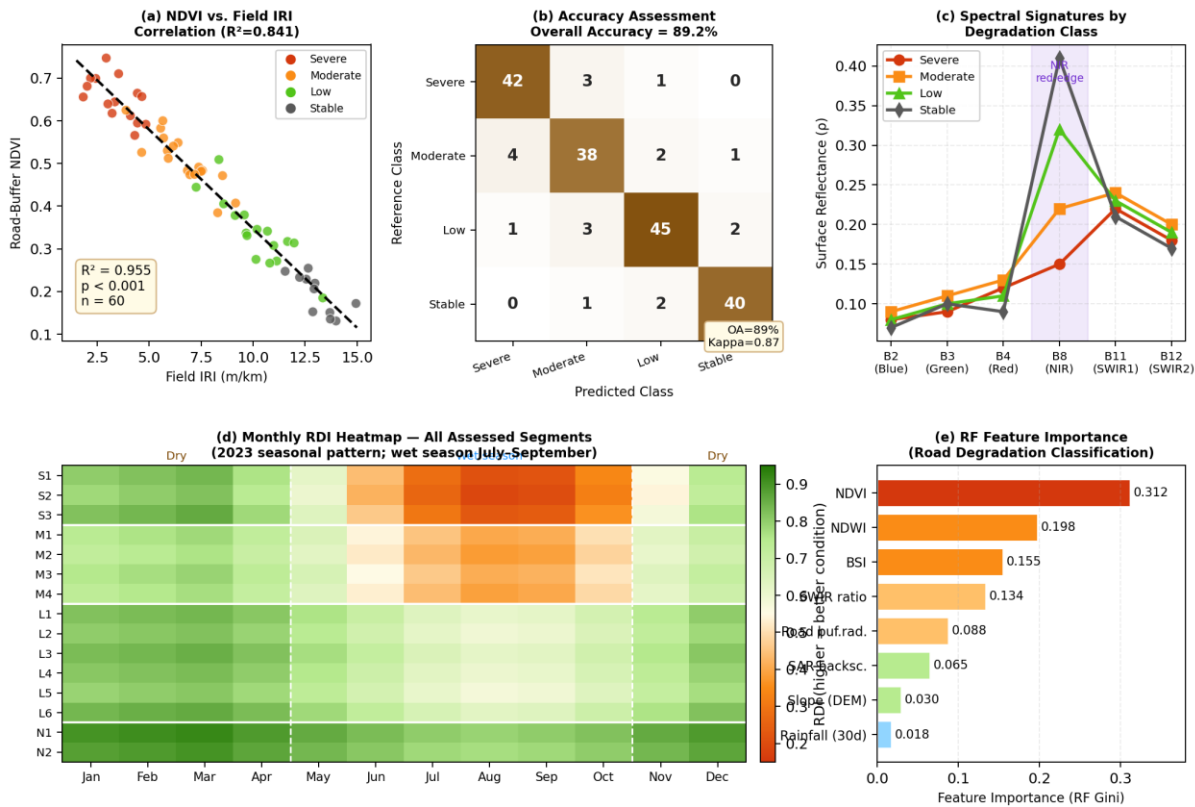 (a) NDVI vs. Field IRI
Correlation (R²=0.841)
Severe
Moderate
Low
Stable
0.7
0.6
0.5
0.4
0.3
0.2
0.1
Road-Buffer NDVI
R² = 0.955
p < 0.001
n = 60
2.5 5.0 7.5 10.0 12.5 15.0
Field IRI (m/km)
(b) Accuracy Assessment
Overall Accuracy = 89.2%
Reference Class
Severe 42 3 1 0
Moderate 4 38 2 1
Low 1 3 45 2
Stable 0 1 2 40
OA=89%
Kappa=0.87
Severe Moderate Low Stable
Predicted Class
(c) Spectral Signatures by
Degradation Class
Severe
Moderate
Low
Stable
NIR
red-edge
0.40
0.35
0.30
0.25
0.20
0.15
0.10
Surface Reflectance (ρ)
B2 B3 B4 B8 B11 B12
(Blue) (Green) (Red) (NIR) (SWIR1) (SWIR2)
(d) Monthly RDI Heatmap — All Assessed Segments
(2023 seasonal pattern; wet season July–September)
Dry Wet season Dry
S1
S2
S3
M1
M2
M3
M4
L1
L2
L3
L4
L5
L6
N1
N2
Jan Feb Mar Apr May Jun Jul Aug Sep Oct Nov Dec
0.9
0.8
0.7
0.6
0.5
0.4
0.3
0.2
RDI (higher = better condition)
(e) RF Feature Importance
(Road Degradation Classification)
NDVI 0.312
NDWI 0.198
BSI 0.155
SWIR ratio 0.134
Road buf.rad. 0.088
SAR backsc. 0.065
Slope (DEM) 0.030
Rainfall (30d) 0.018
0.0 0.1 0.2 0.3
Feature Importance (RF Gini)